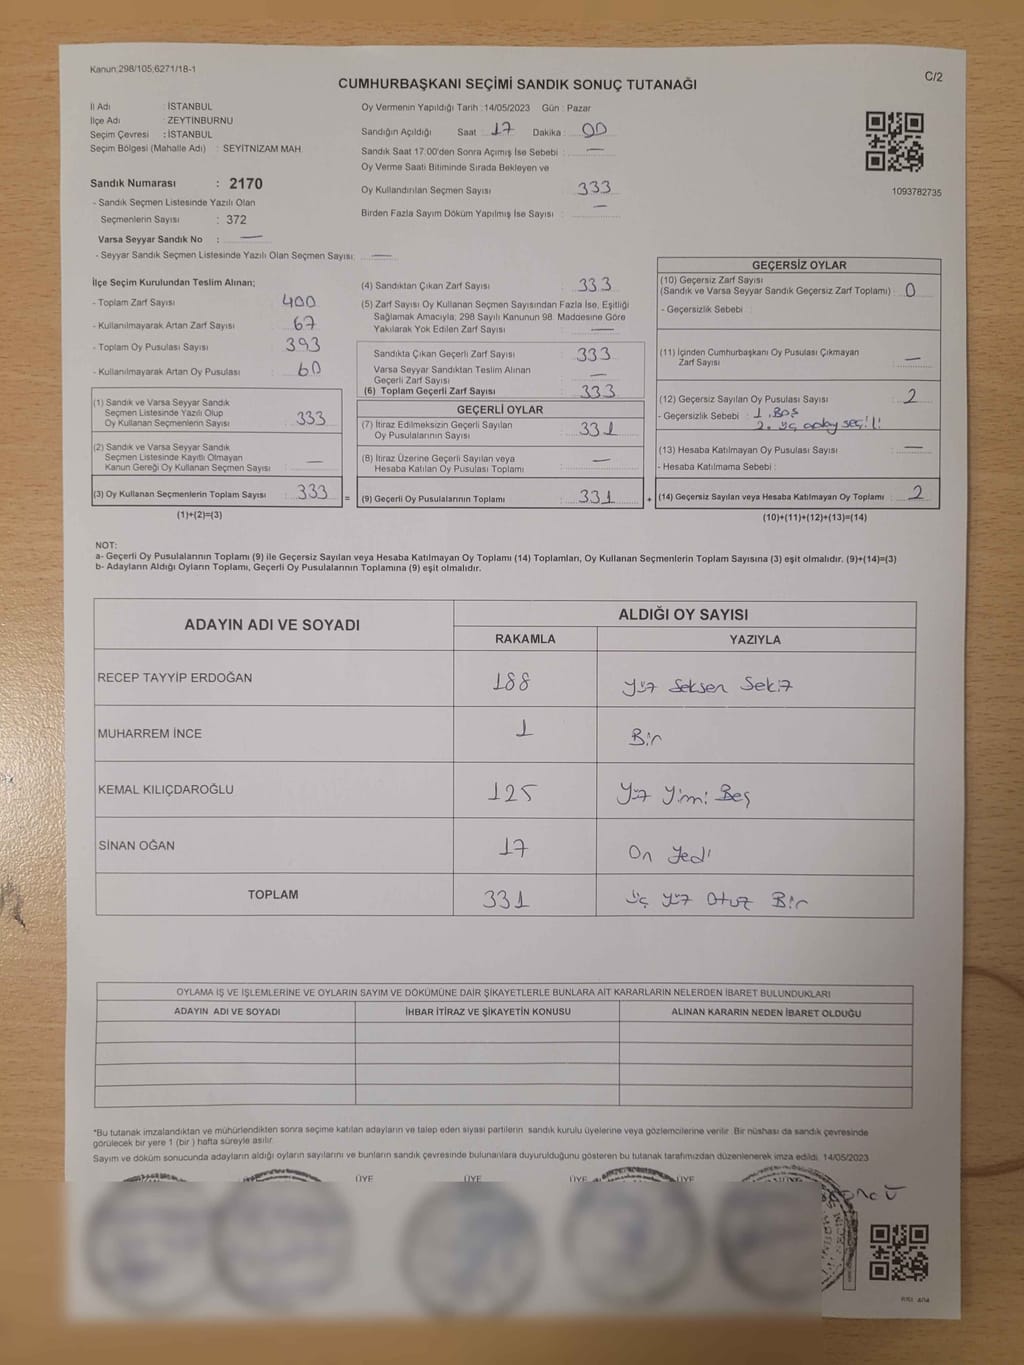 Kanun:298/105;6271/18-1
C/2
CUMHURBAŞKANI SEÇİMİ SANDIK SONUÇ TUTANAĞI
İl Adı : İSTANBUL
İlçe Adı : ZEYTİNBURNU
Seçim Çevresi : İSTANBUL
Seçim Bölgesi (Mahalle Adı) : SEYİTNİZAM MAH.
Sandık Numarası : 2170
- Sandık Seçmen Listesinde Yazılı Olan
Seçmenlerin Sayısı : 372
Varsa Seyyar Sandık No : —
- Seyyar Sandık Seçmen Listesinde Yazılı Olan Seçmen Sayısı: —
Oy Vermenin Yapıldığı Tarih : 14/05/2023 Gün : Pazar
Sandığın Açıldığı Saat : 17 Dakika : 00
Sandık Saat 17:00'den Sonra Açımış İse Sebebi : —
Oy Verme Saati Bitiminde Sırada Bekleyen ve
Oy Kullandırılan Seçmen Sayısı 333
Birden Fazla Sayım Döküm Yapılmış İse Sayısı : —
1093782735
İlçe Seçim Kurulundan Teslim Alınan;
- Toplam Zarf Sayısı 400
- Kullanılmayarak Artan Zarf Sayısı : 67
- Toplam Oy Pusulası Sayısı : 393
- Kullanılmayarak Artan Oy Pusulası : 60
(1) Sandık ve Varsa Seyyar Sandık
Seçmen Listesinde Yazılı Olup
Oy Kullanan Seçmenlerin Sayısı : 333
(2) Sandık ve Varsa Seyyar Sandık
Seçmen Listesinde Kayıtlı Olmayan
Kanun Gereği Oy Kullanan Seçmen Sayısı : —
(3) Oy Kullanan Seçmenlerin Toplam Sayısı : 333 =
(1)+(2)=(3)
(4) Sandıktan Çıkan Zarf Sayısı : 333
(5) Zarf Sayısı Oy Kullanan Seçmen Sayısından Fazla İse, Eşitliği
Sağlamak Amacıyla; 298 Sayılı Kanunun 98. Maddesine Göre
Yakılarak Yok Edilen Zarf Sayısı : —
Sandıkta Çıkan Geçerli Zarf Sayısı : 333
Varsa Seyyar Sandıktan Teslim Alınan
Geçerli Zarf Sayısı : —
(6) Toplam Geçerli Zarf Sayısı : 333
GEÇERLİ OYLAR
(7) İtiraz Edilmeksizin Geçerli Sayılan
Oy Pusulalarının Sayısı : 331
(8) İtiraz Üzerine Geçerli Sayılan veya
Hesaba Katılan Oy Pusulası Toplamı : —
(9) Geçerli Oy Pusulalarının Toplamı : 331 +
GEÇERSİZ OYLAR
(10) Geçersiz Zarf Sayısı
(Sandık ve Varsa Seyyar Sandık Geçersiz Zarf Toplamı) : 0
- Geçersizlik Sebebi :
(11) İçinden Cumhurbaşkanı Oy Pusulası Çıkmayan
Zarf Sayısı : —
(12) Geçersiz Sayılan Oy Pusulası Sayısı : 2
- Geçersizlik Sebebi : 1. Boş
2. üç aday seçili
(13) Hesaba Katılmayan Oy Pusulası Sayısı : —
- Hesaba Katılmama Sebebi :
(14) Geçersiz Sayılan veya Hesaba Katılmayan Oy Toplamı : 2
(10)+(11)+(12)+(13)=(14)
NOT:
a- Geçerli Oy Pusulalarının Toplamı (9) ile Geçersiz Sayılan veya Hesaba Katılmayan Oy Toplamı (14) Toplamları, Oy Kullanan Seçmenlerin Toplam Sayısına (3) eşit olmalıdır. (9)+(14)=(3)
b- Adayların Aldığı Oyların Toplamı, Geçerli Oy Pusulalarının Toplamına (9) eşit olmalıdır.
ADAYIN ADI VE SOYADI ALDIĞI OY SAYISI
RAKAMLA YAZIYLA
RECEP TAYYİP ERDOĞAN 188 Yüz Seksen Sekiz
MUHARREM İNCE 1 Bir
KEMAL KILIÇDAROĞLU 125 Yüz Yirmi Beş
SİNAN OĞAN 17 On Yedi
TOPLAM 331 Üç Yüz Otuz Bir
OYLAMA İŞ VE İŞLEMLERİNE VE OYLARIN SAYIM VE DÖKÜMÜNE DAİR ŞİKAYETLERLE BUNLARA AİT KARARLARIN NELERDEN İBARET BULUNDUKLARI
ADAYIN ADI VE SOYADI İHBAR İTİRAZ VE ŞİKAYETİN KONUSU ALINAN KARARIN NEDEN İBARET OLDUĞU
*Bu tutanak imzalandıktan ve mühürlendikten sonra seçime katılan adayların ve talep eden siyasi partilerin sandık kurulu üyelerine veya gözlemcilerine verilir. Bir nüshası da sandık çevresinde
görülecek bir yere 1 (bir ) hafta süreyle asılır.
Sayım ve döküm sonucunda adayların aldığı oyların sayılarını ve bunların sandık çevresinde bulunanlara duyurulduğunu gösteren bu tutanak tarafımızdan düzenlenerek imza edildi. 14/05/2023
ÜYE ÜYE ÜYE ÜYE